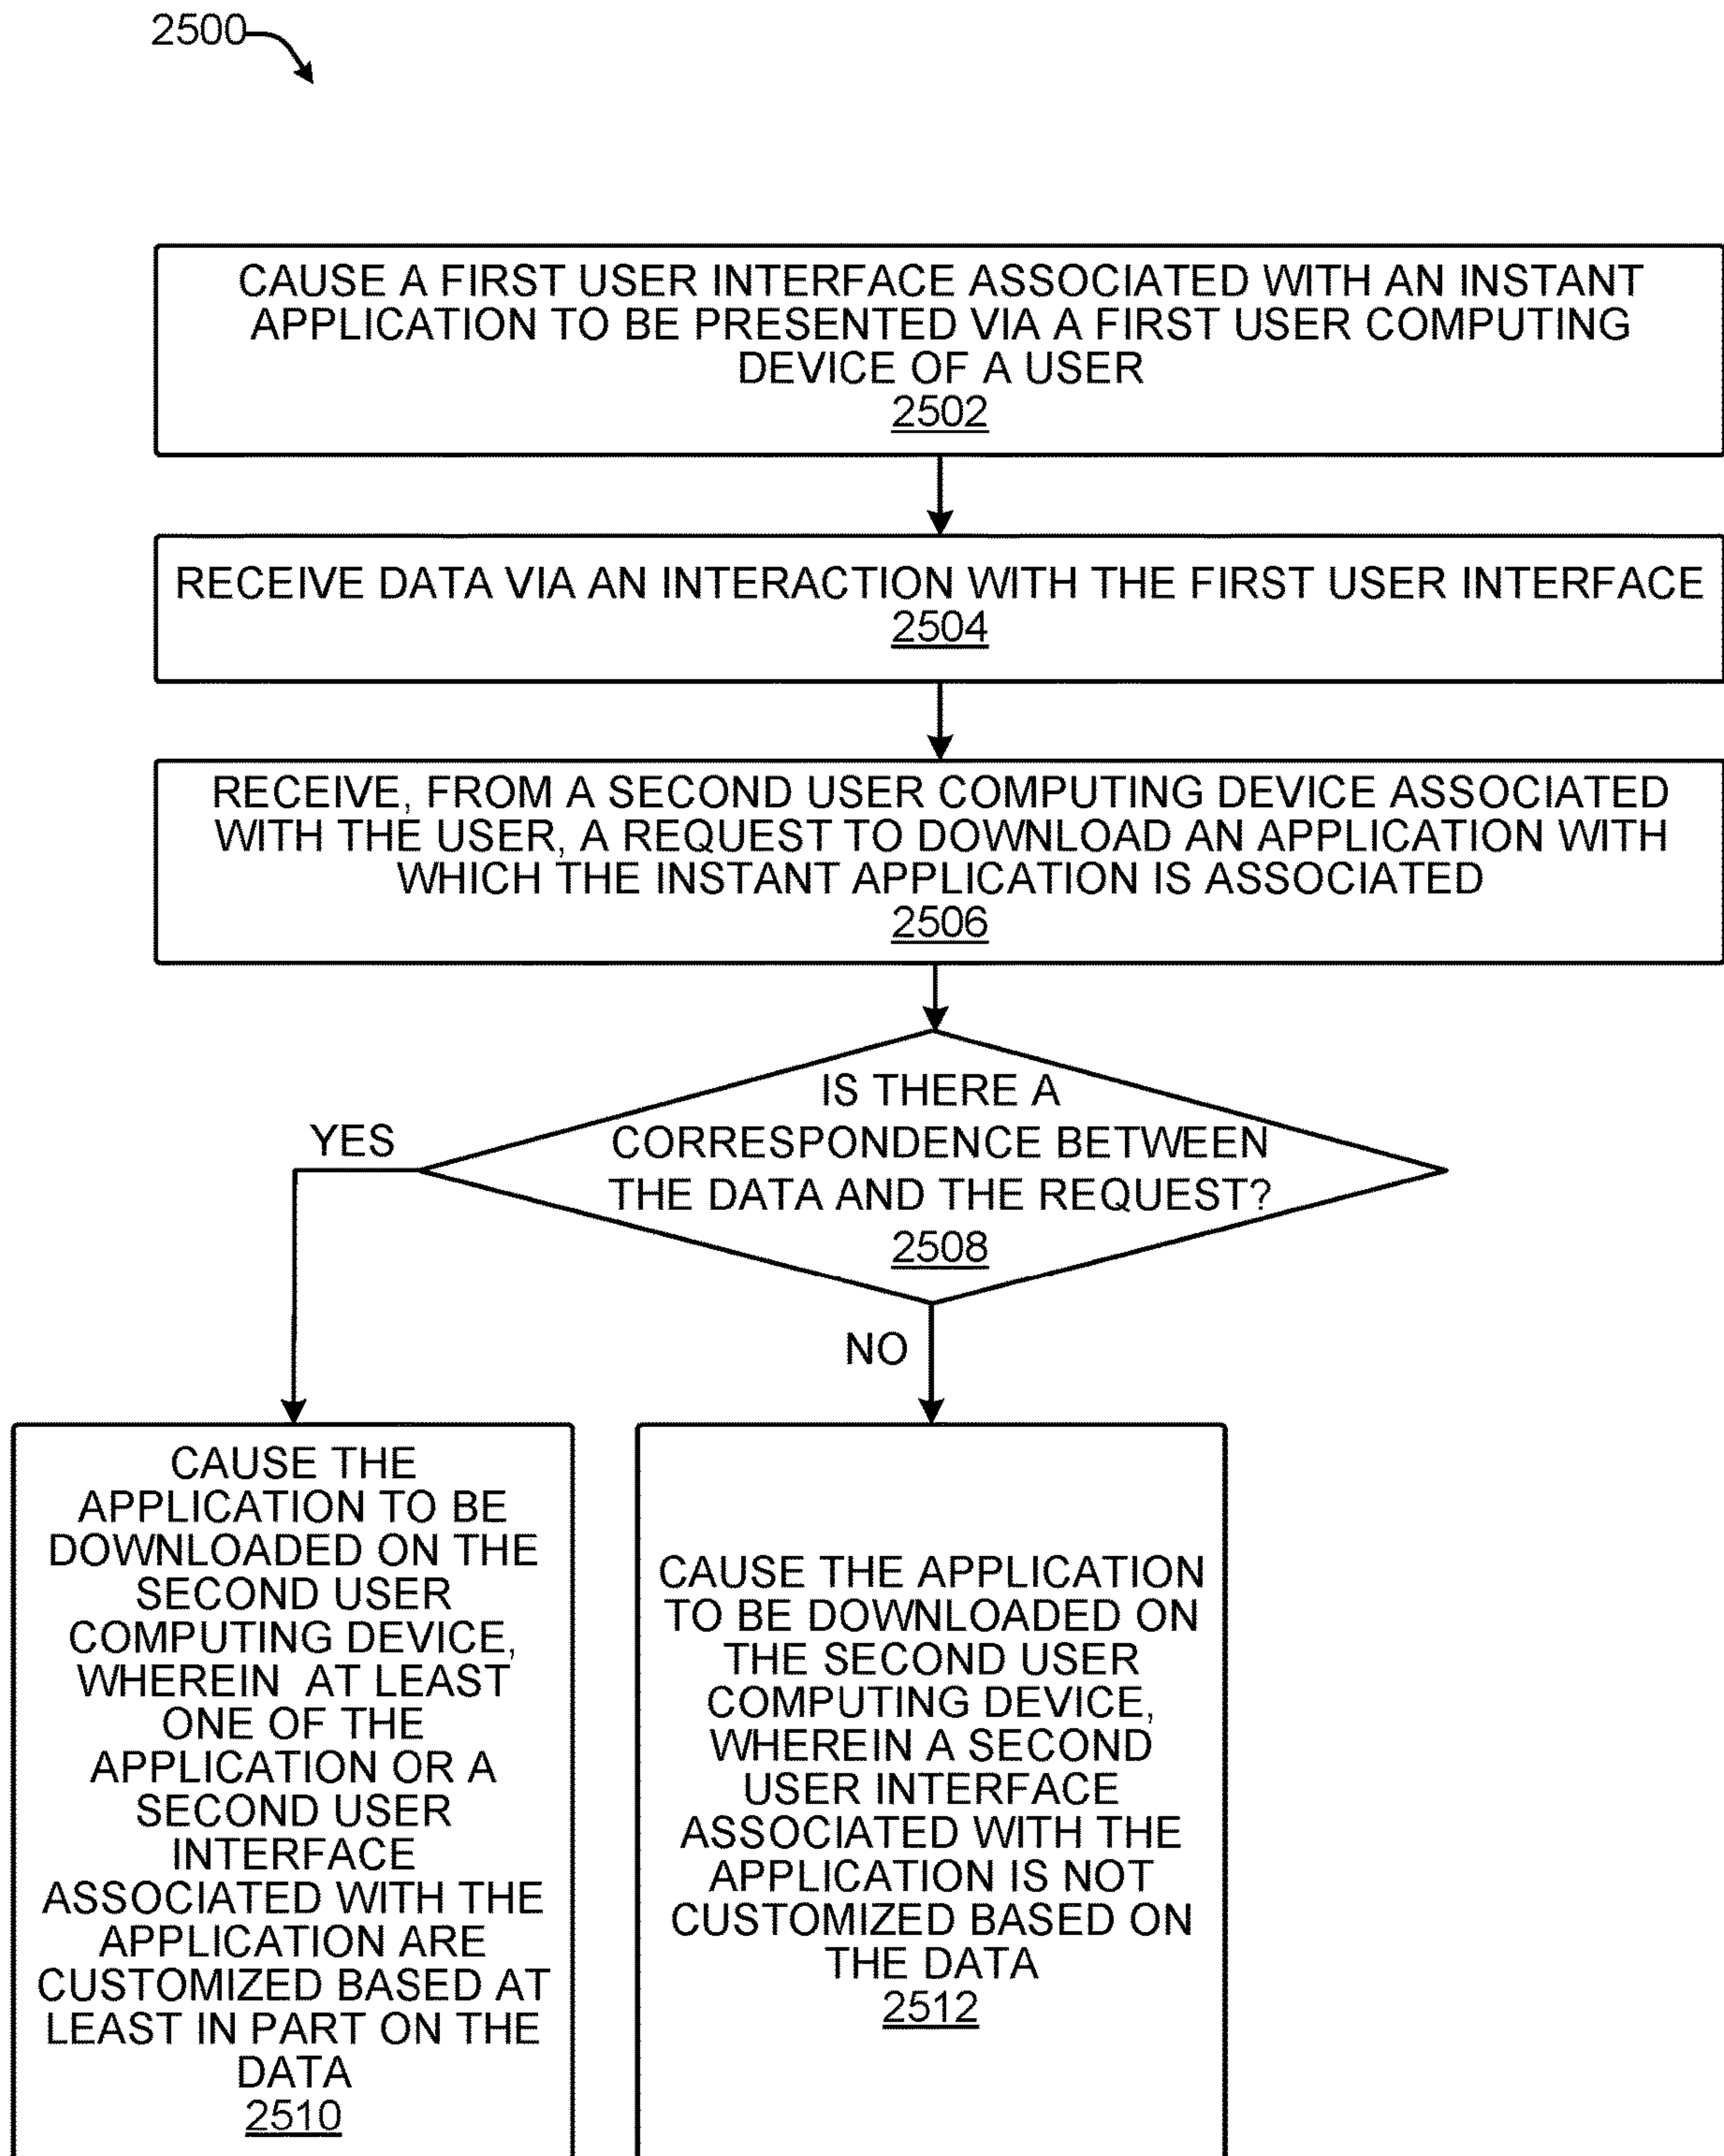 2500
CAUSE A FIRST USER INTERFACE ASSOCIATED WITH AN INSTANT
APPLICATION TO BE PRESENTED VIA A FIRST USER COMPUTING
DEVICE OF A USER
2502
RECEIVE DATA VIA AN INTERACTION WITH THE FIRST USER INTERFACE
2504
RECEIVE, FROM A SECOND USER COMPUTING DEVICE ASSOCIATED
WITH THE USER, A REQUEST TO DOWNLOAD AN APPLICATION WITH
WHICH THE INSTANT APPLICATION IS ASSOCIATED
2506
IS THERE A
CORRESPONDENCE BETWEEN
THE DATA AND THE REQUEST?
2508
YES
NO
CAUSE THE
APPLICATION TO BE
DOWNLOADED ON THE
SECOND USER
COMPUTING DEVICE,
WHEREIN AT LEAST
ONE OF THE
APPLICATION OR A
SECOND USER
INTERFACE
ASSOCIATED WITH THE
APPLICATION ARE
CUSTOMIZED BASED AT
LEAST IN PART ON THE
DATA
2510
CAUSE THE APPLICATION
TO BE DOWNLOADED ON
THE SECOND USER
COMPUTING DEVICE,
WHEREIN A SECOND
USER INTERFACE
ASSOCIATED WITH THE
APPLICATION IS NOT
CUSTOMIZED BASED ON
THE DATA
2512